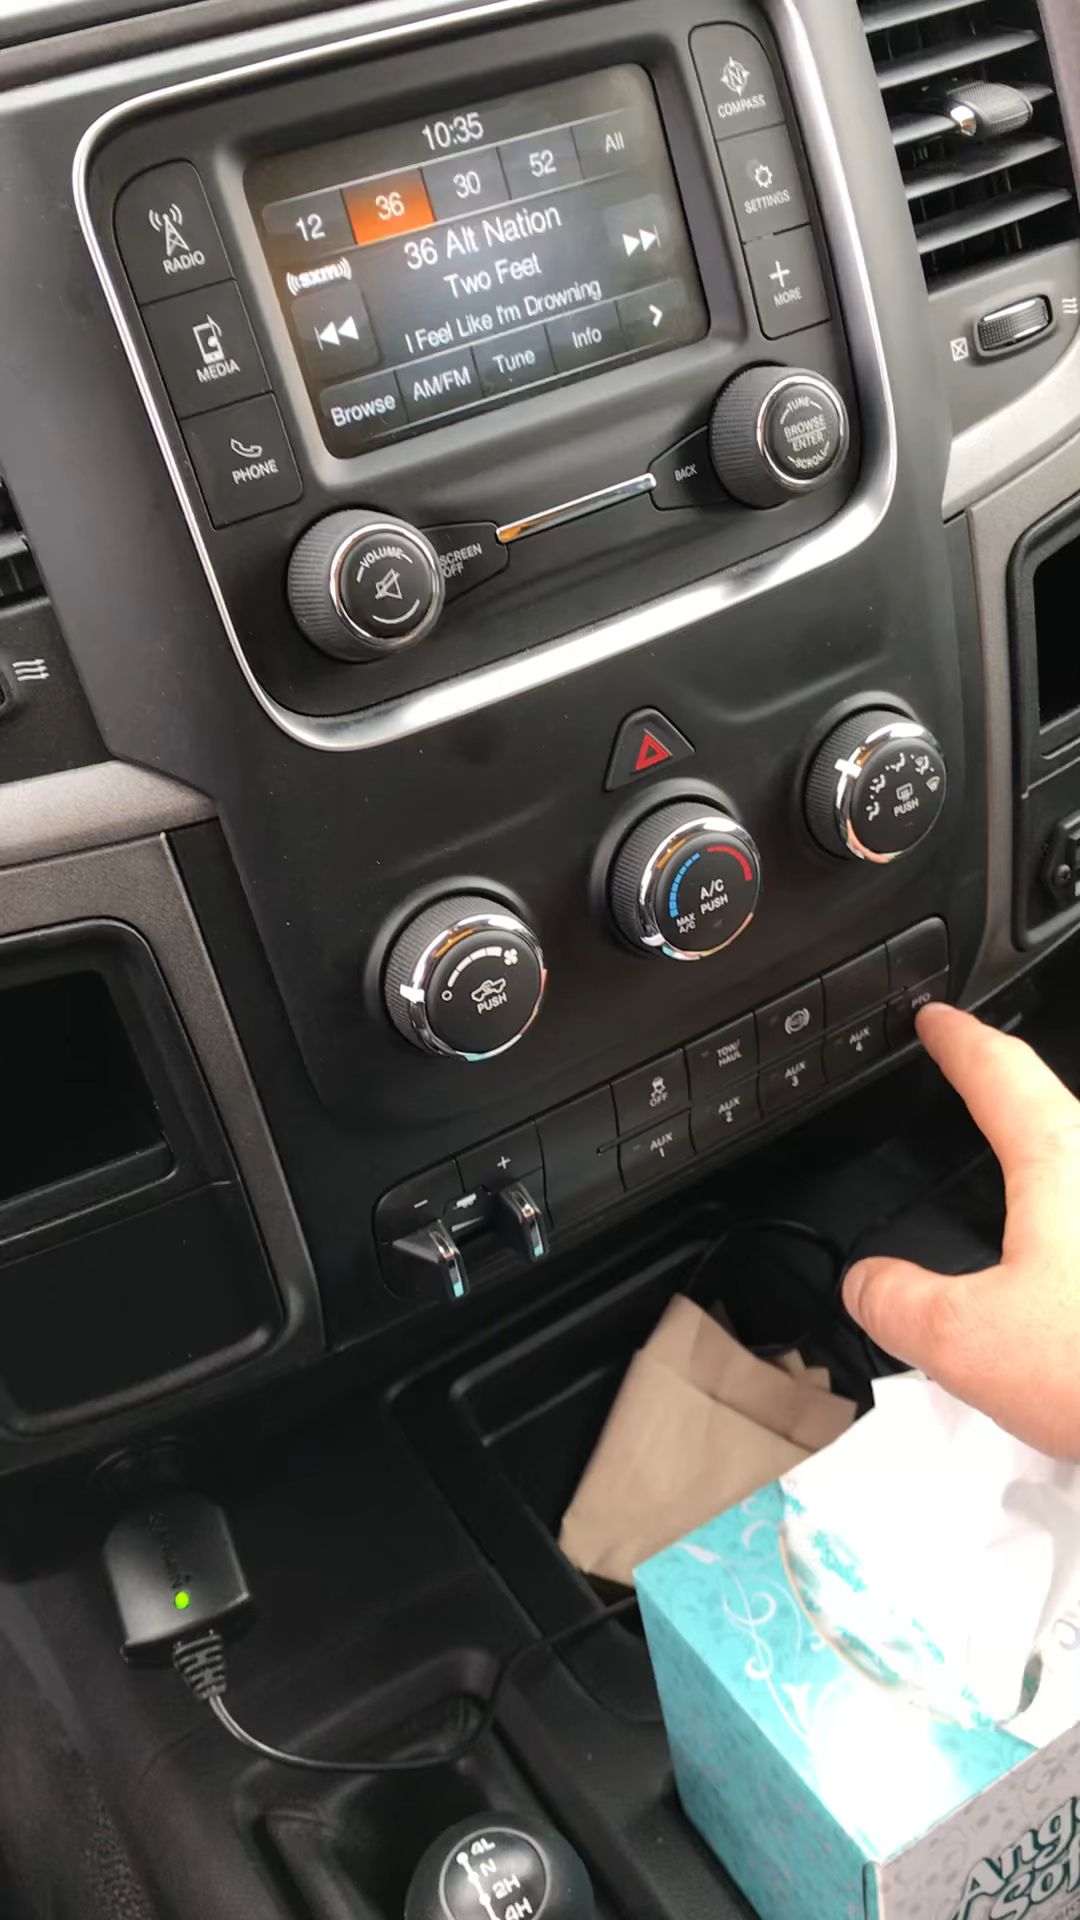 10:35
12 36 30 52 All
((sxm))
36 Alt Nation
Two Feet
I Feel Like I'm Drowning
Browse AM/FM Tune Info
RADIO
MEDIA
PHONE
N
COMPASS
SETTINGS
MORE
VOLUME
SCREEN
OFF
BACK
TUNE
BROWSE
ENTER
SCROLL
PUSH
A/C
PUSH
MAX
A/C
PUSH
- +
OFF
TOW/
HAUL
AUX
1
AUX
2
AUX
3
AUX
4
PTO
4L
N
2H
4H